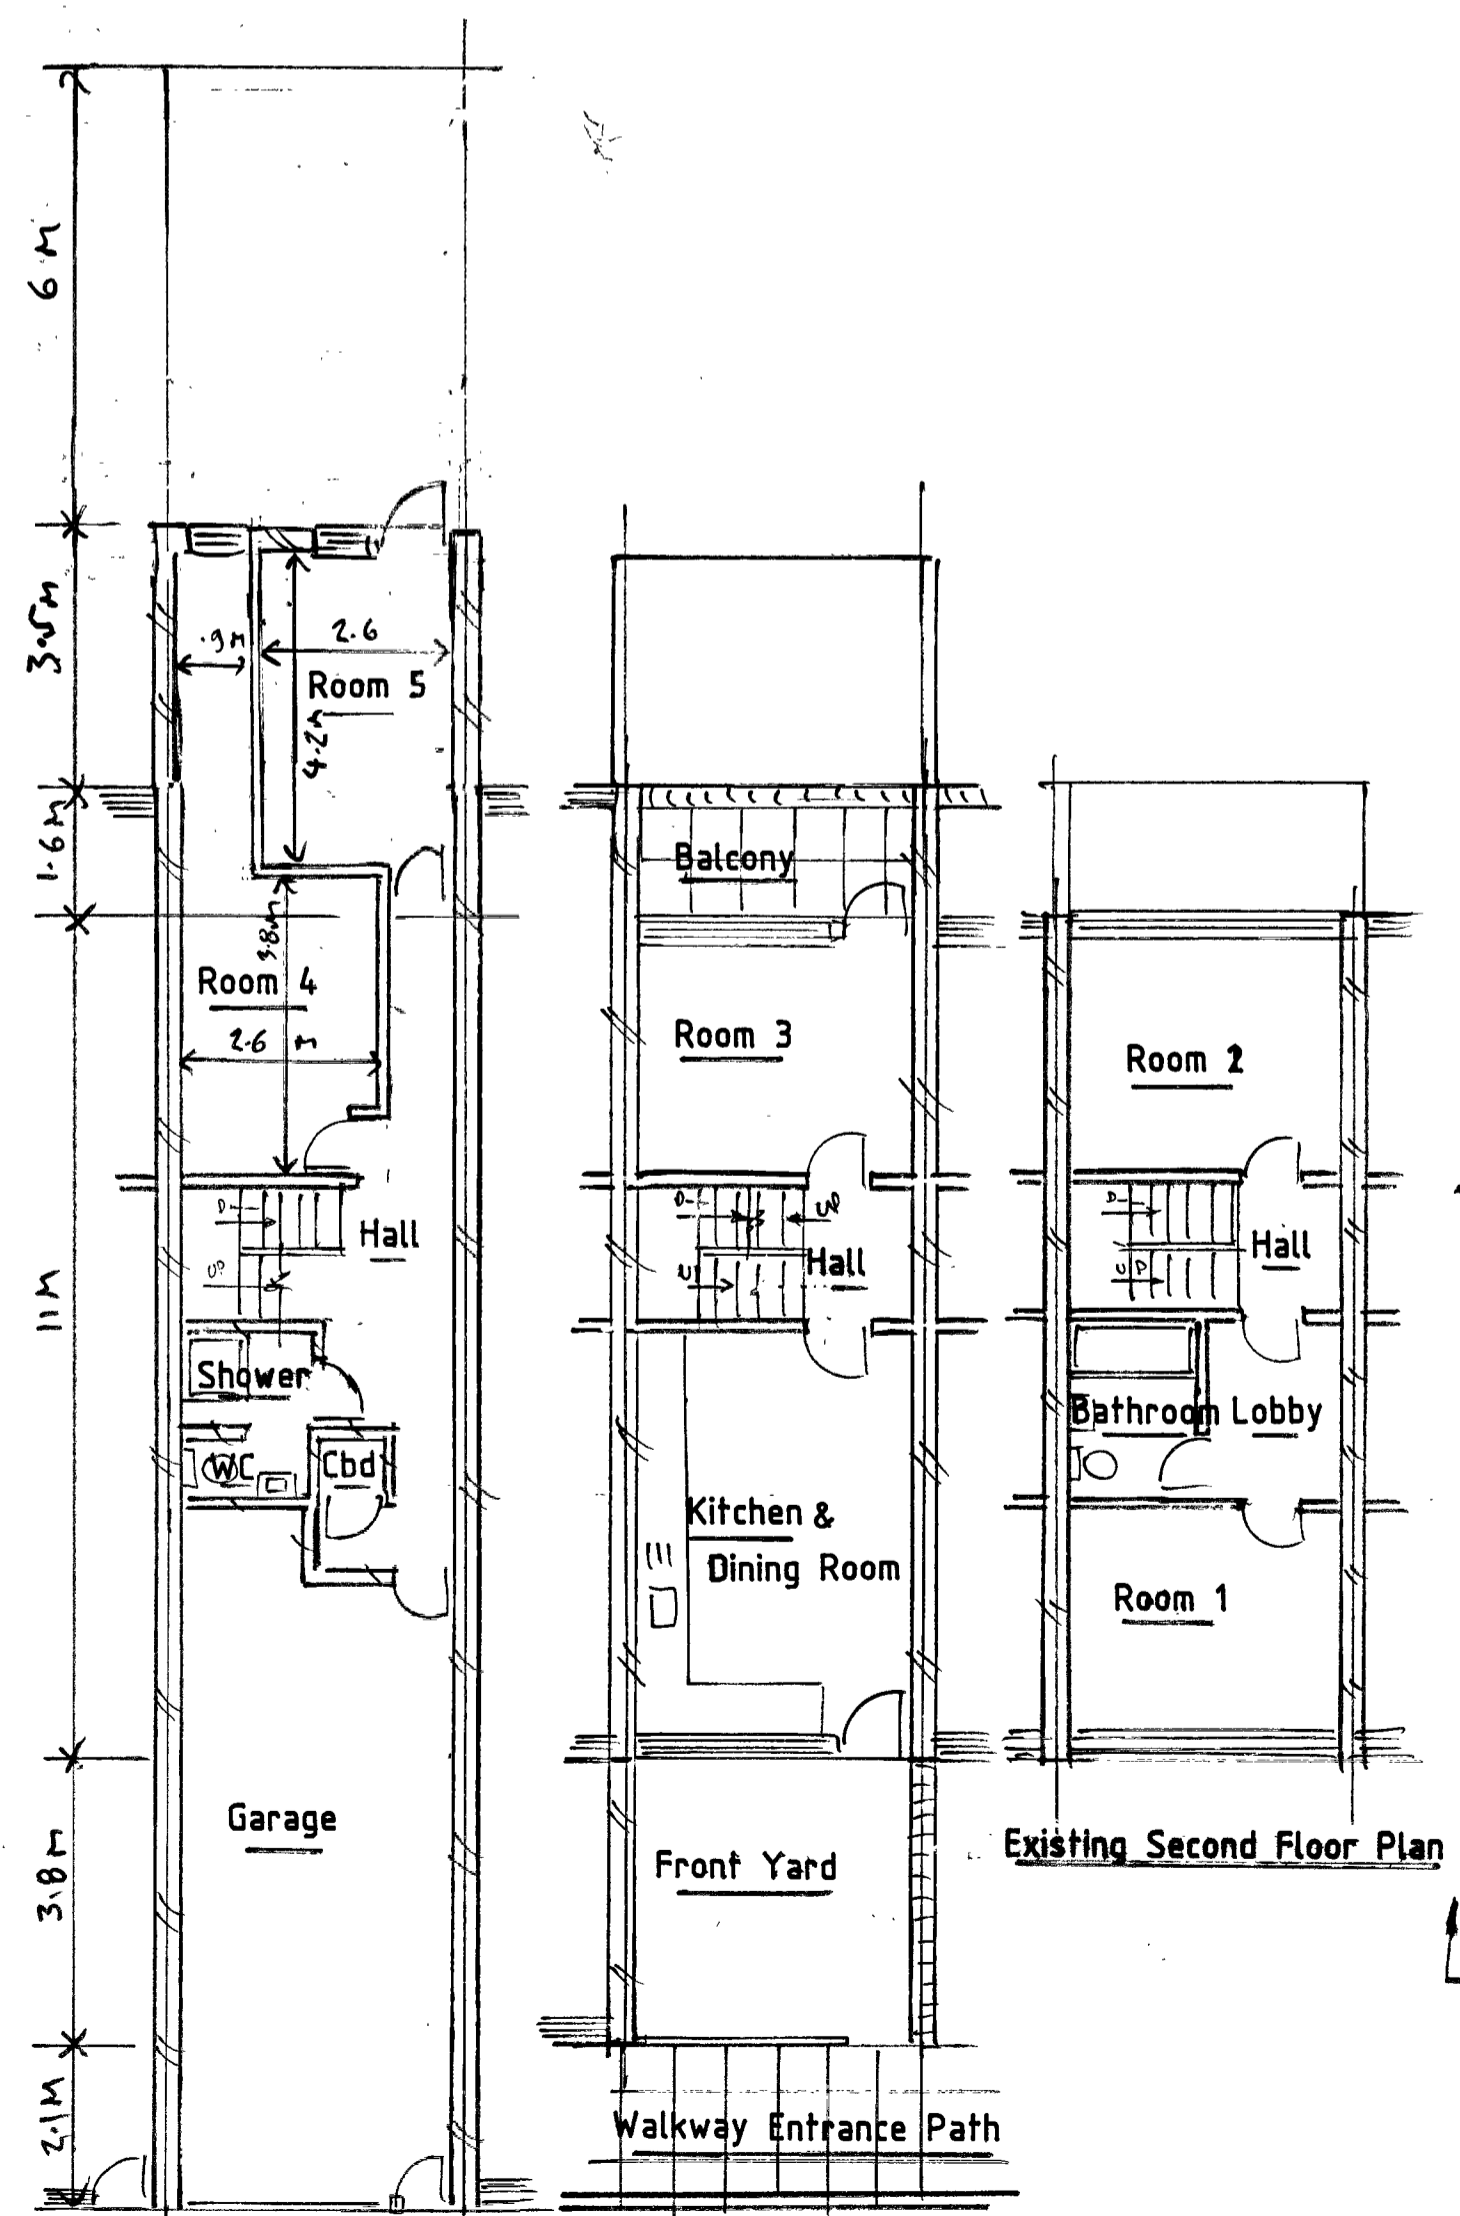 6 M
3.5 M
1.6 M
11 M
3.8 M
2.1 M
.9 M
2.6
Room 5
4.2 M
3.8m
Room 4
2.6 M
D
UP
Hall
Shower
WC
Cbd
Garage
Balcony
Room 3
D
UP
U
Hall
Kitchen &
Dining Room
Front Yard
Walkway Entrance Path
Room 2
D
UP
Hall
Bathroom
Lobby
Room 1
Existing Second Floor Plan